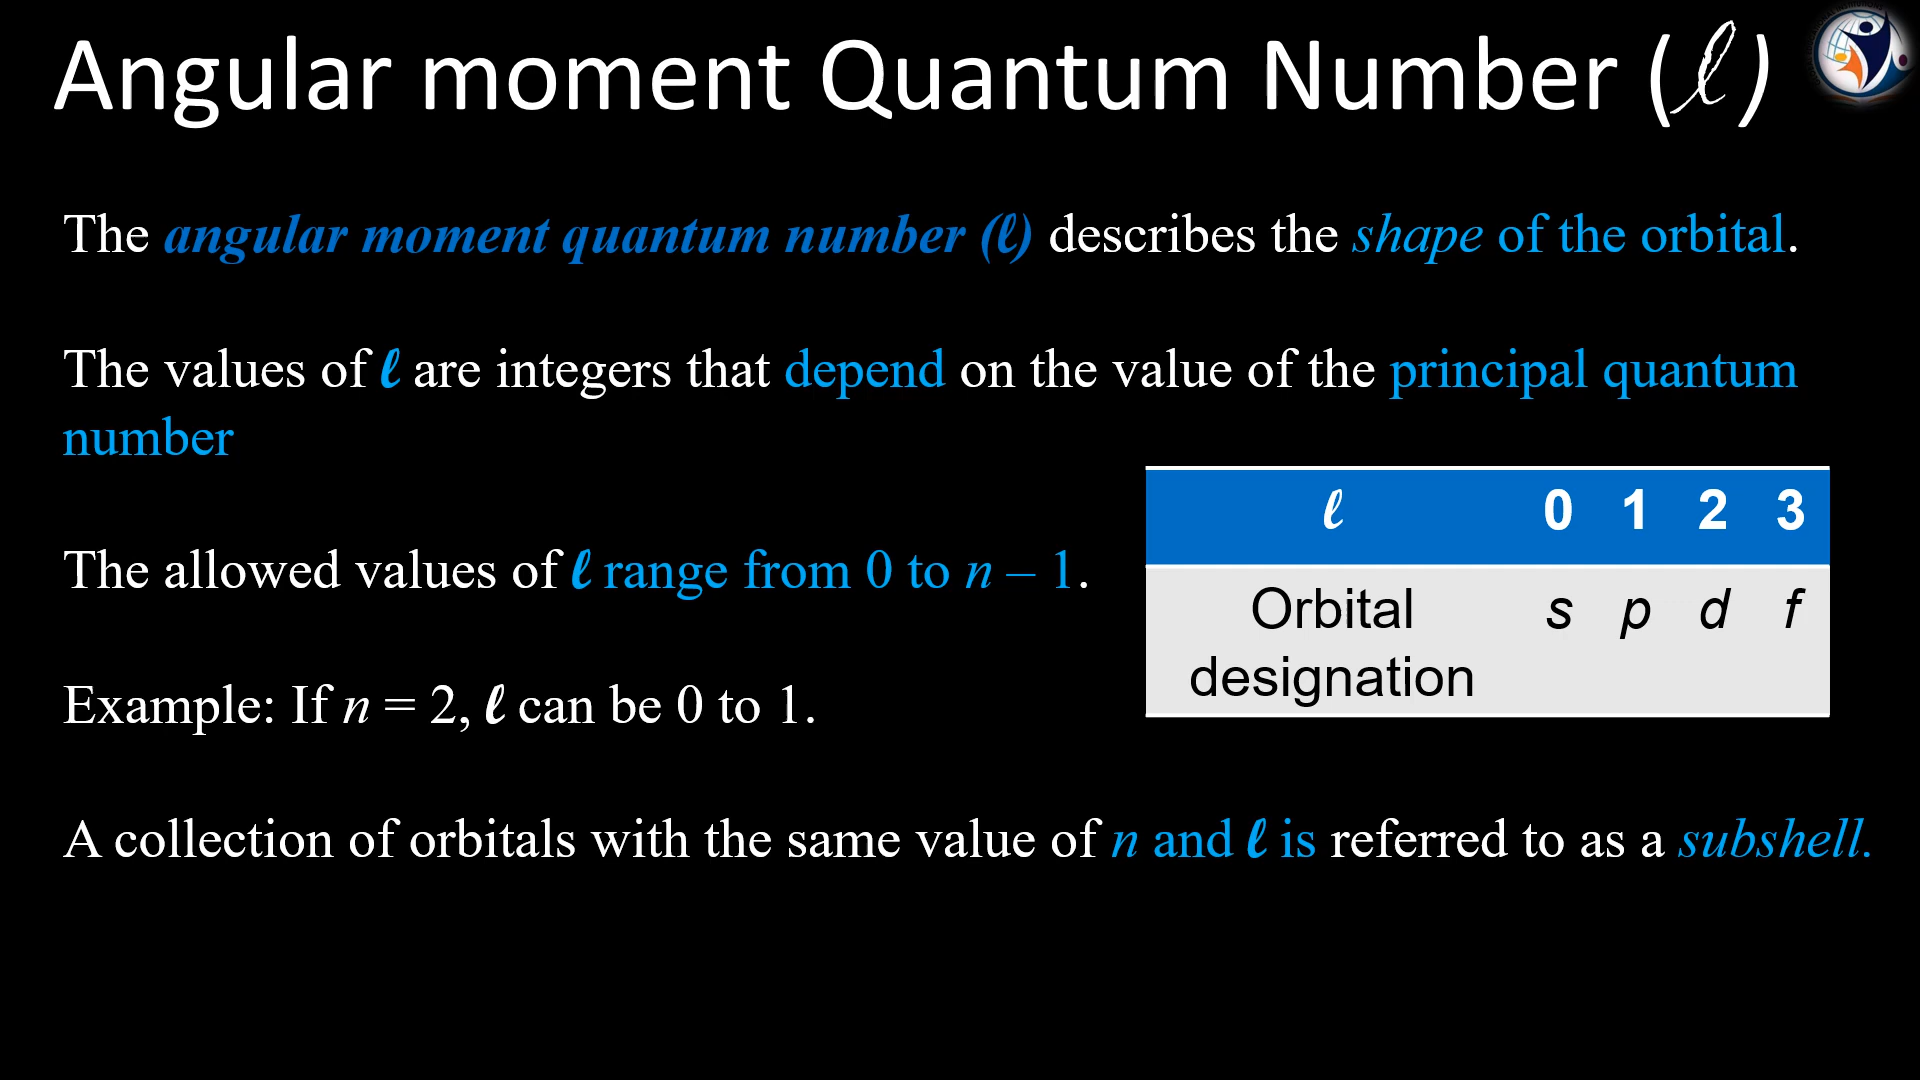 Angular moment Quantum Number (ℓ)
The angular moment quantum number (ℓ) describes the shape of the orbital.
The values of ℓ are integers that depend on the value of the principal quantum
number
ℓ 0 1 2 3
The allowed values of ℓ range from 0 to n – 1.
Orbital s p d f
designation
Example: If n = 2, ℓ can be 0 to 1.
A collection of orbitals with the same value of n and ℓ is referred to as a subshell.